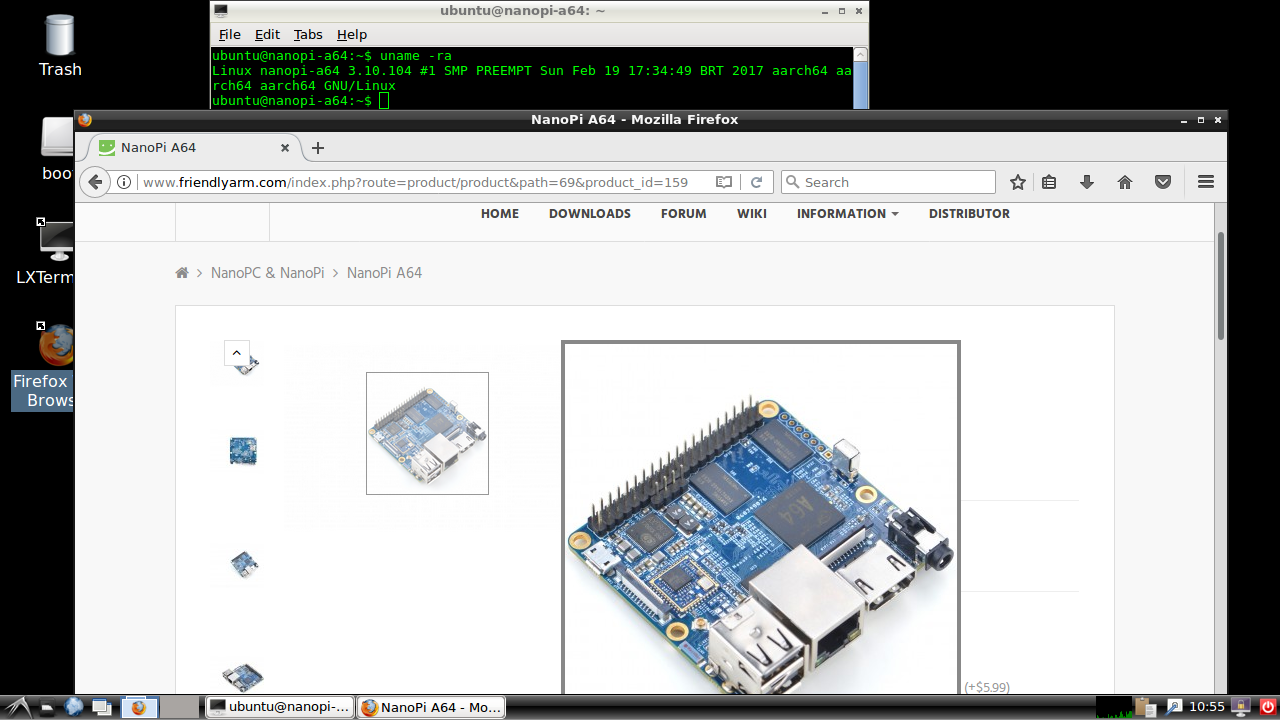 ubuntu@nanopi-a64: ~
File Edit Tabs Help
ubuntu@nanopi-a64:~$ uname -ra
Linux nanopi-a64 3.10.104 #1 SMP PREEMPT Sun Feb 19 17:34:49 BRT 2017 aarch64 aa
rch64 aarch64 GNU/Linux
ubuntu@nanopi-a64:~$
Trash
boo
LXTerm
Firefox
Brows
NanoPi A64 - Mozilla Firefox
NanoPi A64
www.friendlyarm.com/index.php?route=product/product&path=69&product_id=159
Search
HOME DOWNLOADS FORUM WIKI INFORMATION DISTRIBUTOR
NanoPC & NanoPi NanoPi A64
A64
(+$5.99)
ubuntu@nanopi-...
NanoPi A64 - Mo...
10:55